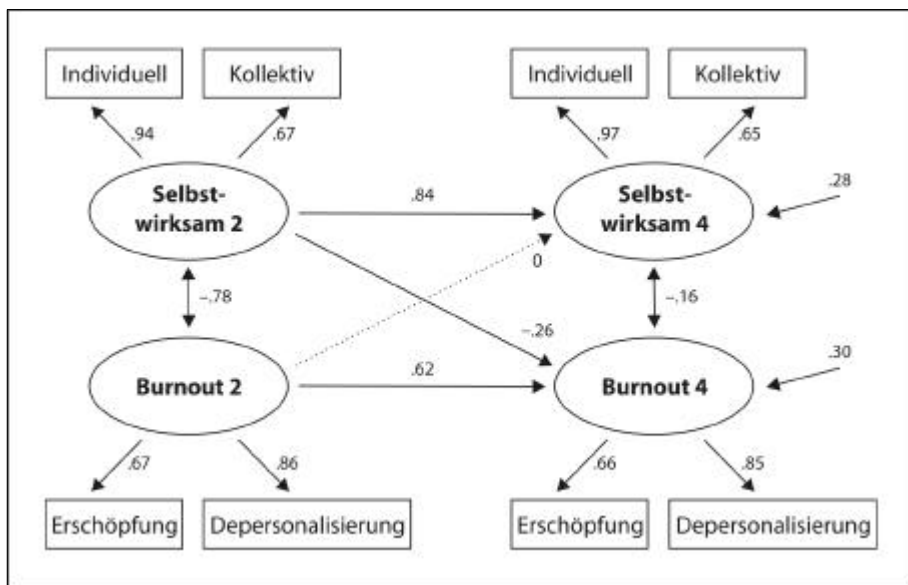 Individuell
Kollektiv
Individuell
Kollektiv
.94
.67
.97
.65
Selbst-
wirksam 2
.84
Selbst-
wirksam 4
.28
0
–.78
–.16
–.26
Burnout 2
.62
Burnout 4
.30
.67
.86
.66
.85
Erschöpfung
Depersonalisierung
Erschöpfung
Depersonalisierung